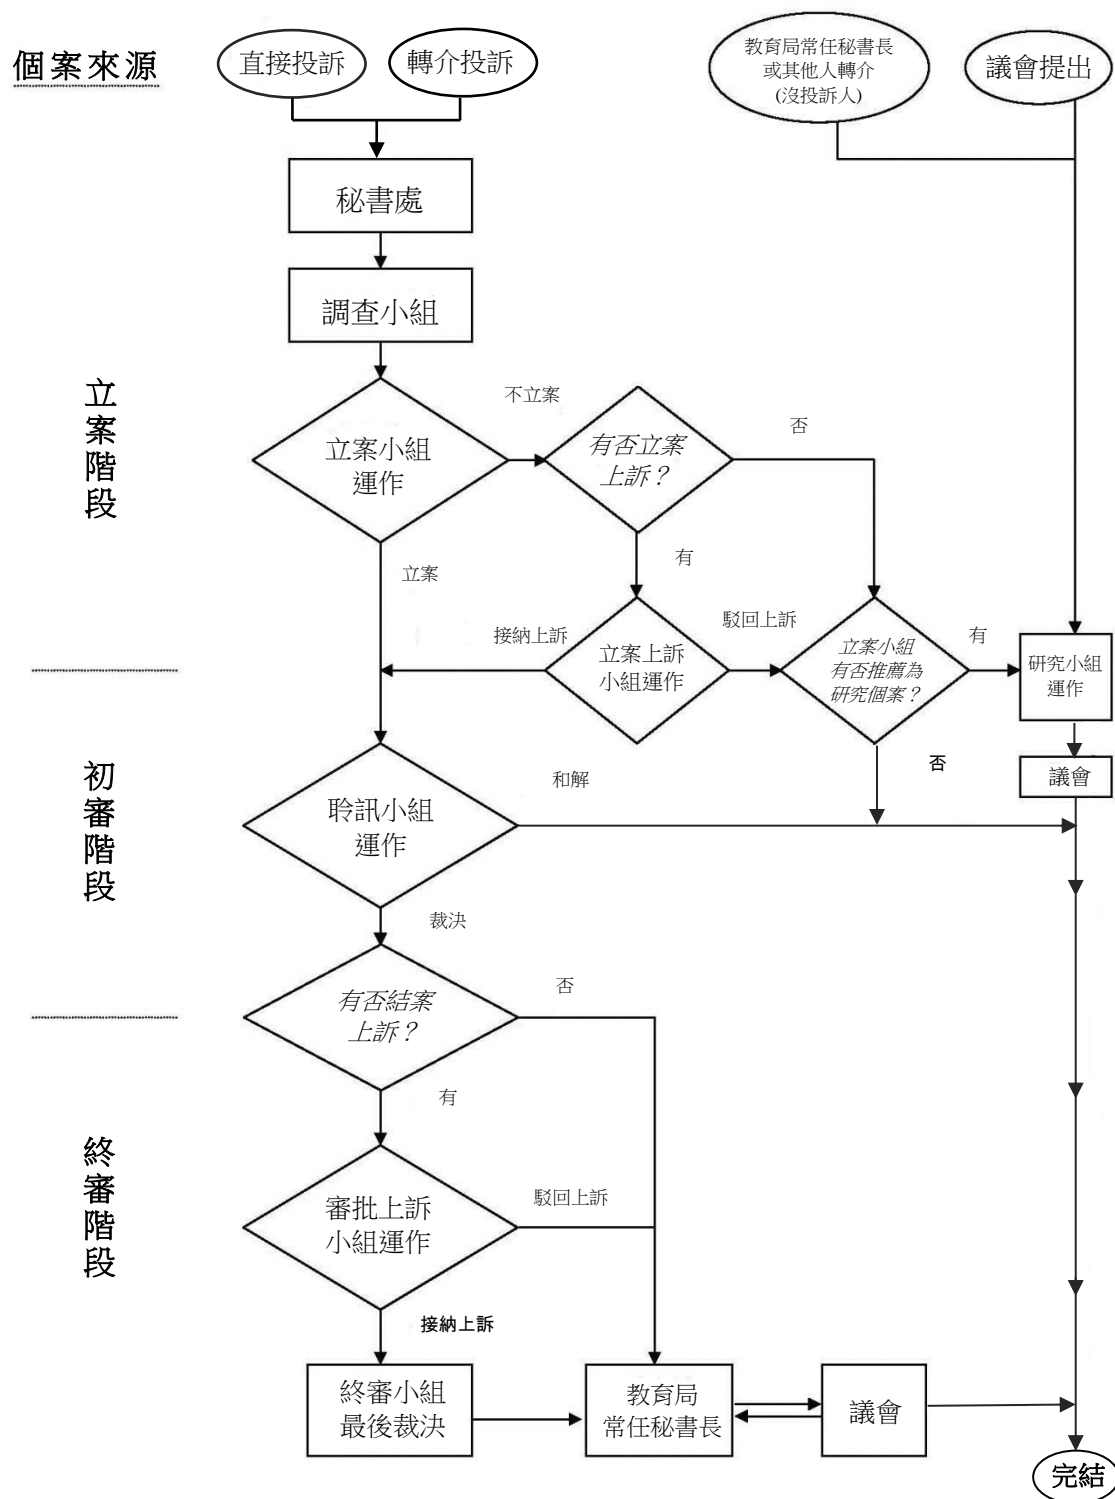 個案來源
直接投訴
轉介投訴
教育局常任秘書長
或其他人轉介
(沒投訴人)
議會提出
秘書處
調查小組
立案階段
立案小組
運作
不立案
有否立案
上訴？
否
立案
有
接納上訴
立案上訴
小組運作
駁回上訴
立案小組
有否推薦為
研究個案？
有
研究小組
運作
否
議會
初審階段
聆訊小組
運作
和解
裁決
有否結案
上訴？
否
有
終審階段
審批上訴
小組運作
駁回上訴
接納上訴
終審小組
最後裁決
教育局
常任秘書長
議會
完結